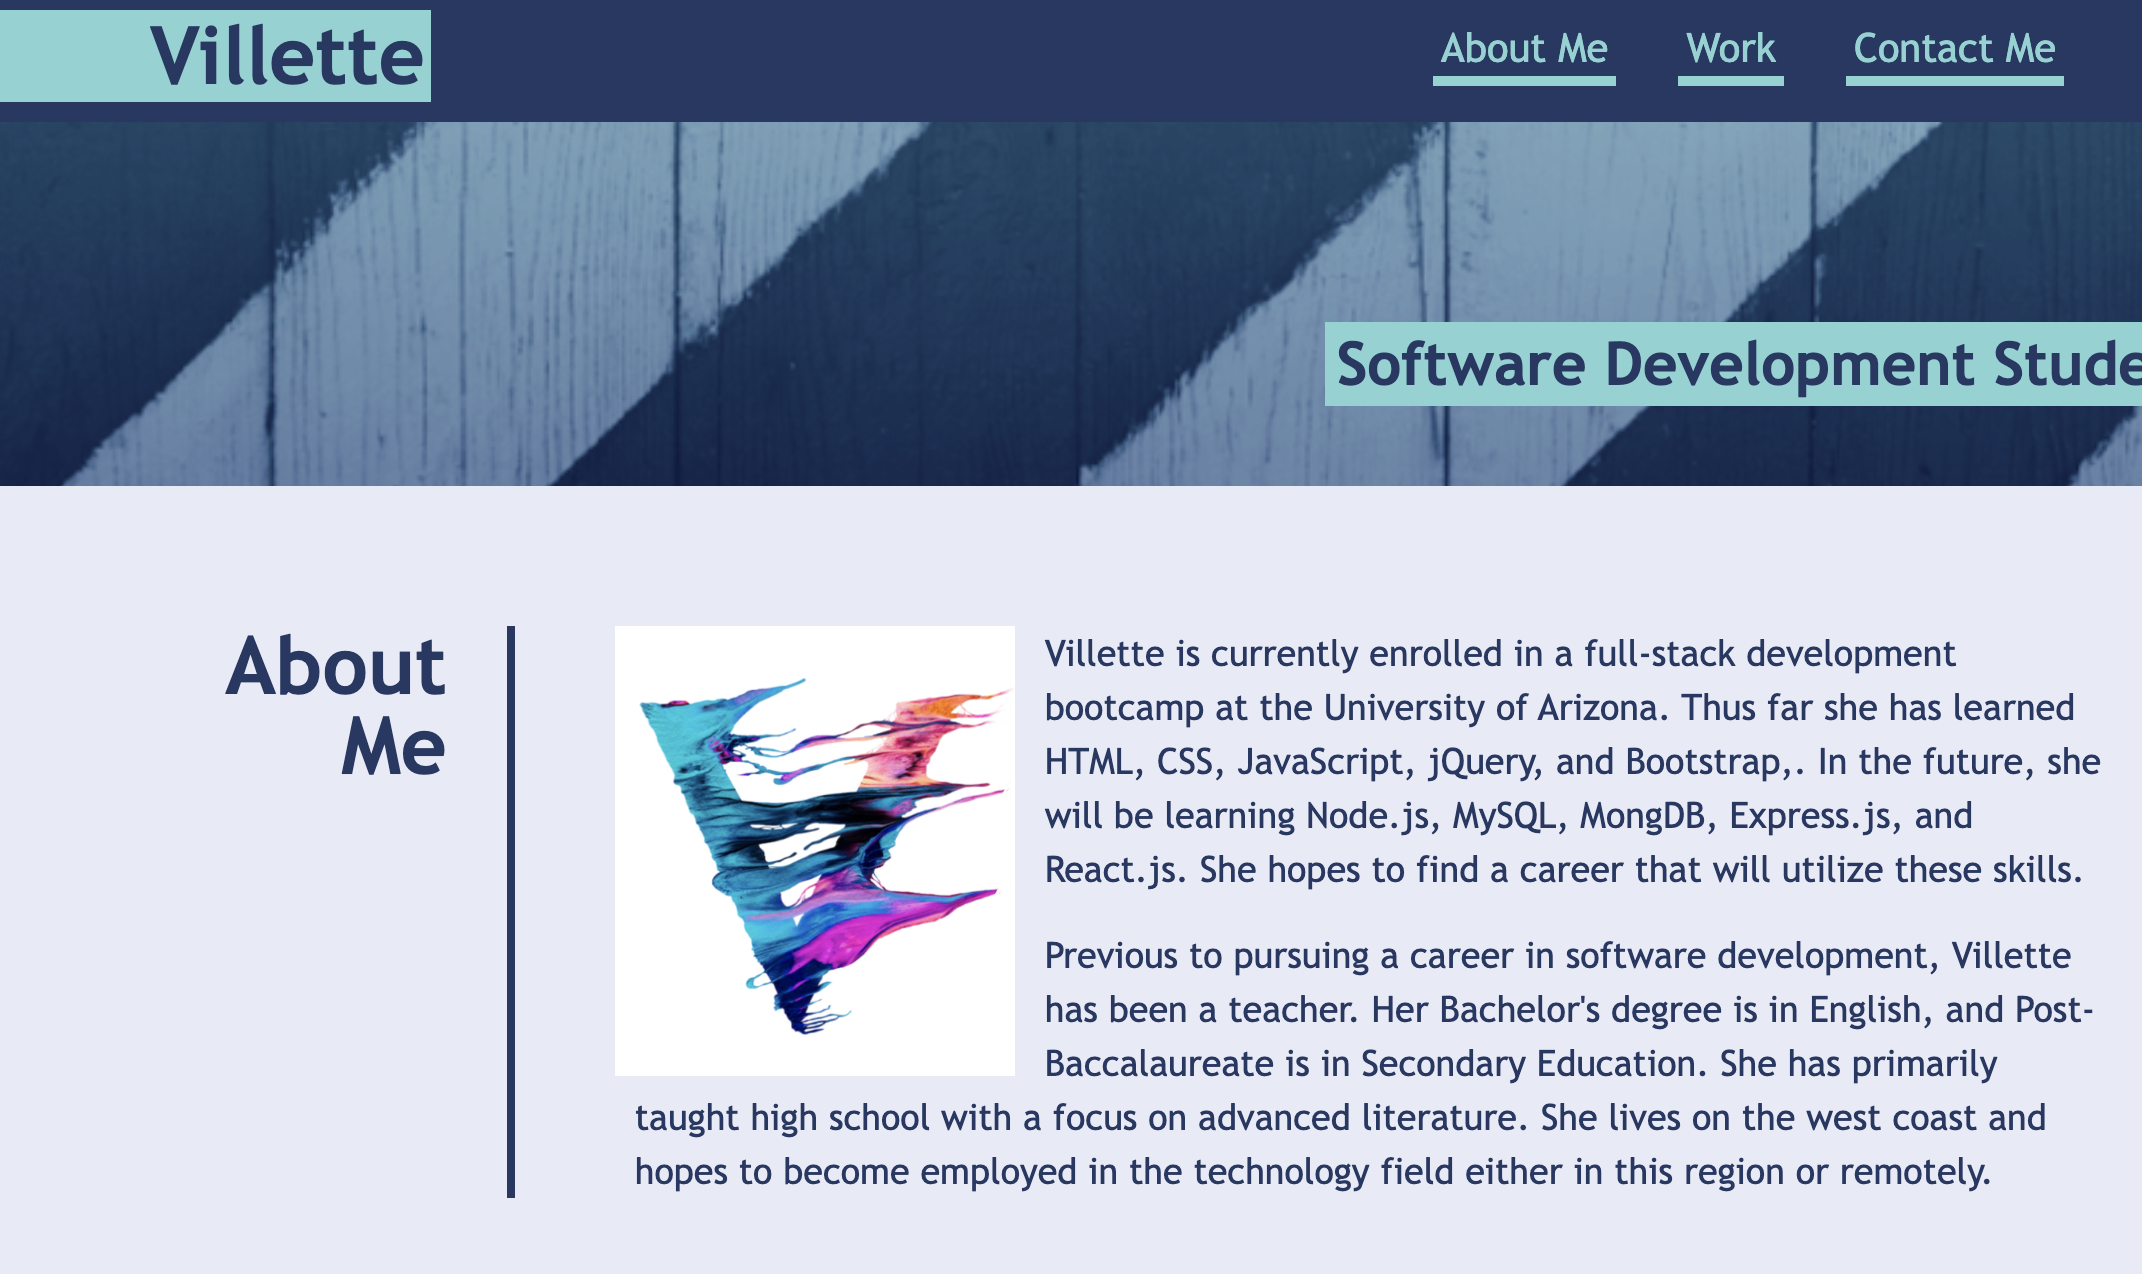 Villette
About Me Work Contact Me
Software Development Stude
About
Me
Villette is currently enrolled in a full-stack development
bootcamp at the University of Arizona. Thus far she has learned
HTML, CSS, JavaScript, jQuery, and Bootstrap,. In the future, she
will be learning Node.js, MySQL, MongDB, Express.js, and
React.js. She hopes to find a career that will utilize these skills.
Previous to pursuing a career in software development, Villette
has been a teacher. Her Bachelor's degree is in English, and Post-
Baccalaureate is in Secondary Education. She has primarily
taught high school with a focus on advanced literature. She lives on the west coast and
hopes to become employed in the technology field either in this region or remotely.